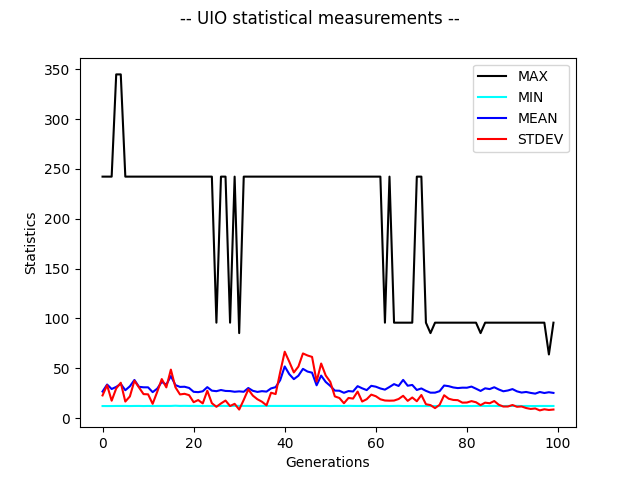 -- UIO statistical measurements --
350
300
250
200
150
100
50
0
Statistics
MAX
MIN
MEAN
STDEV
0 20 40 60 80 100
Generations